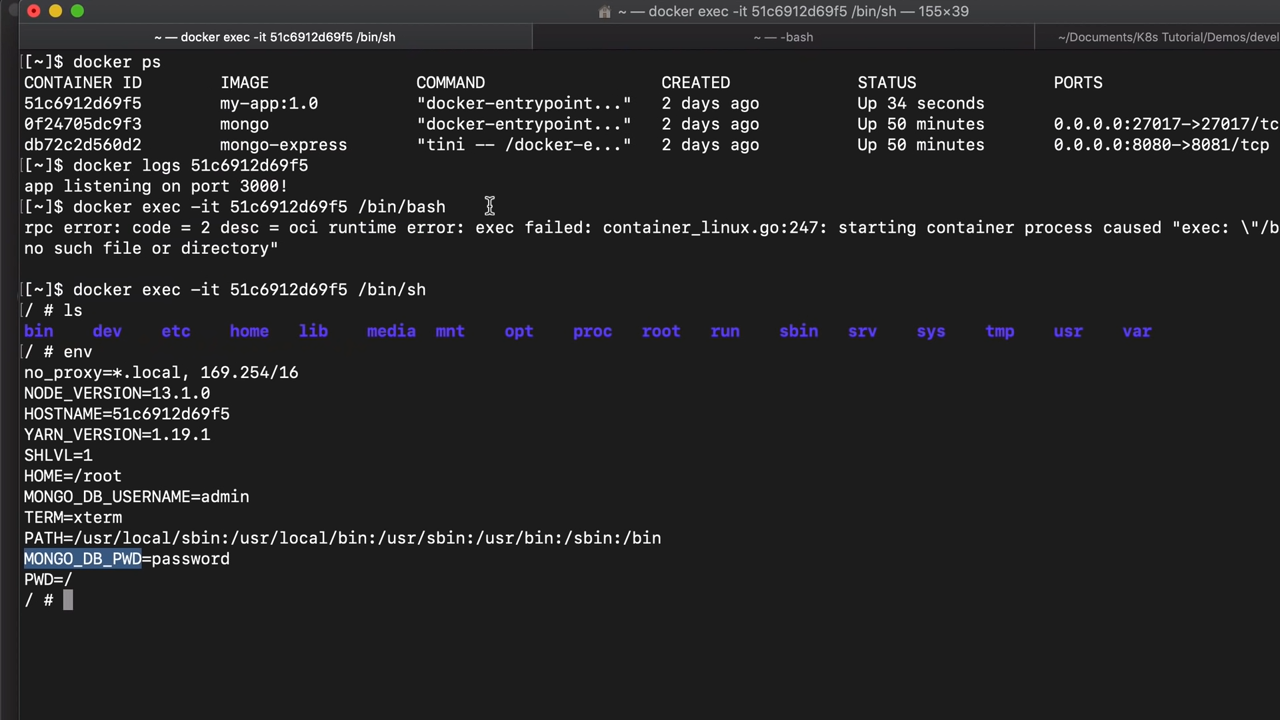 ~ — docker exec -it 51c6912d69f5 /bin/sh — 155×39
~ — docker exec -it 51c6912d69f5 /bin/sh ~ — -bash ~/Documents/K8s Tutorial/Demos/devel
[[~]$ docker ps
CONTAINER ID IMAGE COMMAND CREATED STATUS PORTS
51c6912d69f5 my-app:1.0 "docker-entrypoint..." 2 days ago Up 34 seconds
0f24705dc9f3 mongo "docker-entrypoint..." 2 days ago Up 50 minutes 0.0.0.0:27017->27017/tc
db72c2d560d2 mongo-express "tini -- /docker-e..." 2 days ago Up 50 minutes 0.0.0.0:8080->8081/tcp
[[~]$ docker logs 51c6912d69f5
app listening on port 3000!
[[~]$ docker exec -it 51c6912d69f5 /bin/bash
rpc error: code = 2 desc = oci runtime error: exec failed: container_linux.go:247: starting container process caused "exec: \"/b
no such file or directory"
[[~]$ docker exec -it 51c6912d69f5 /bin/sh
[/ # ls
bin dev etc home lib media mnt opt proc root run sbin srv sys tmp usr var
[/ # env
no_proxy=*.local, 169.254/16
NODE_VERSION=13.1.0
HOSTNAME=51c6912d69f5
YARN_VERSION=1.19.1
SHLVL=1
HOME=/root
MONGO_DB_USERNAME=admin
TERM=xterm
PATH=/usr/local/sbin:/usr/local/bin:/usr/sbin:/usr/bin:/sbin:/bin
MONGO_DB_PWD=password
PWD=/
/ #